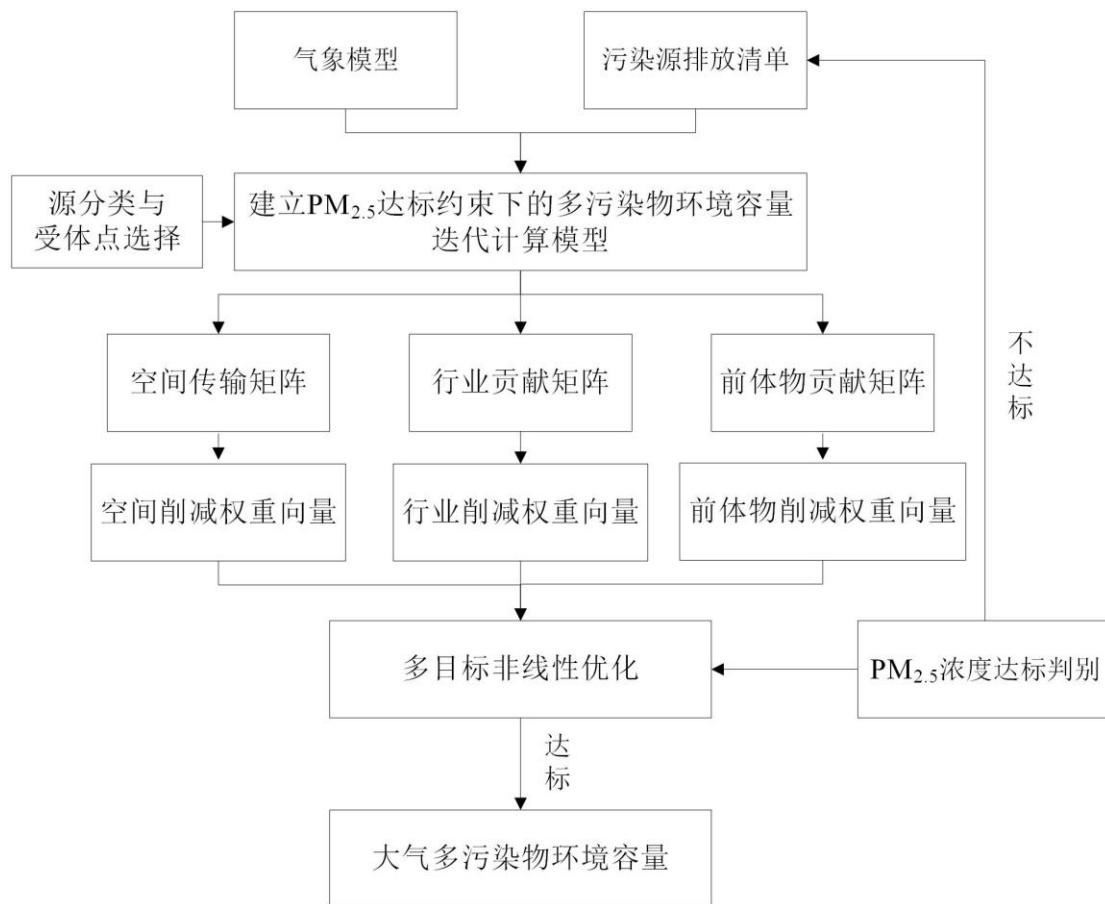 气象模型
污染源排放清单
源分类与
受体点选择
建立PM2.5达标约束下的多污染物环境容量
迭代计算模型
空间传输矩阵
行业贡献矩阵
前体物贡献矩阵
不
达
标
空间削减权重向量
行业削减权重向量
前体物削减权重向量
多目标非线性优化
PM2.5浓度达标判别
达
标
大气多污染物环境容量